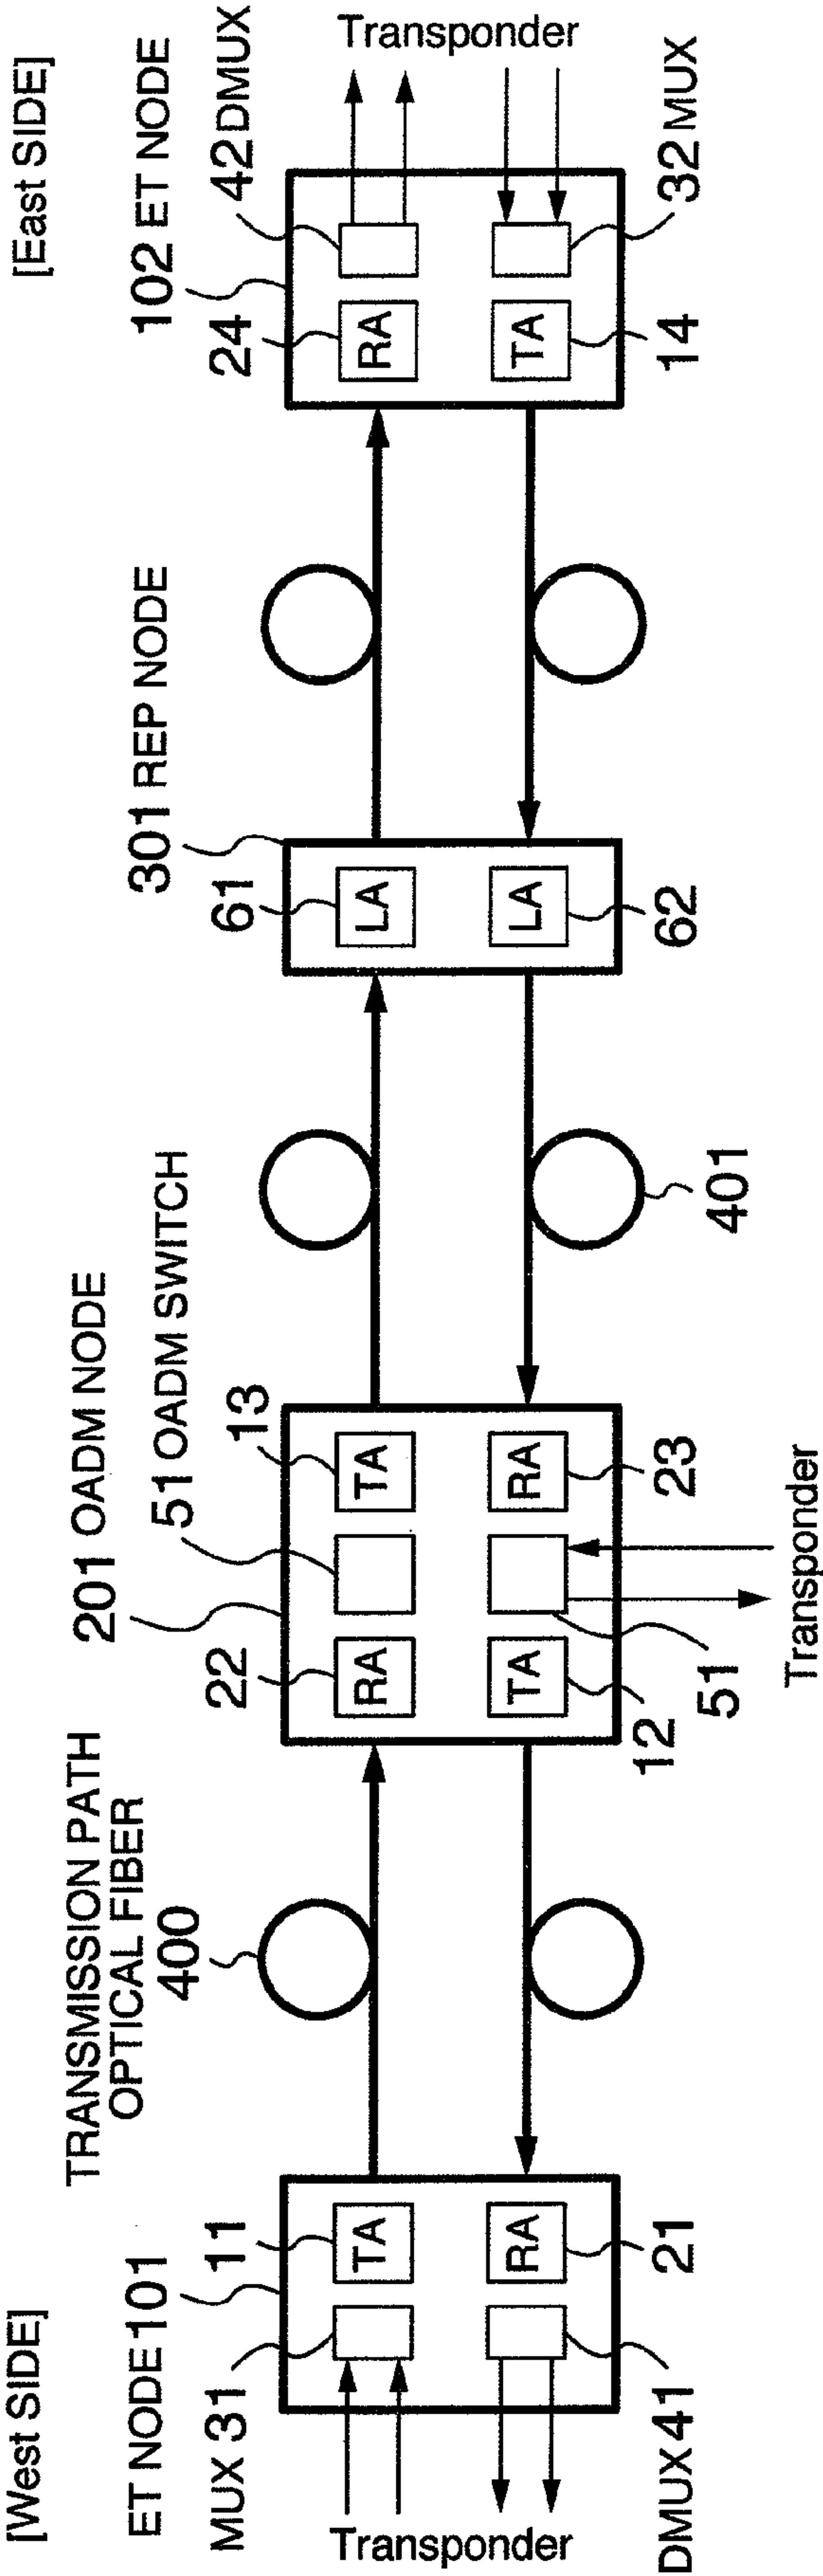 [West SIDE]
[East SIDE]
ET NODE 101
MUX 31
11
TA
RA
21
DMUX 41
Transponder
TRANSMISSION PATH
OPTICAL FIBER
400
201 OADM NODE
51 OADM SWITCH
22
13
RA
TA
TA
RA
12
51
23
Transponder
401
301 REP NODE
61
LA
LA
62
102 ET NODE
24
42 DMUX
RA
TA
14
32 MUX
Transponder